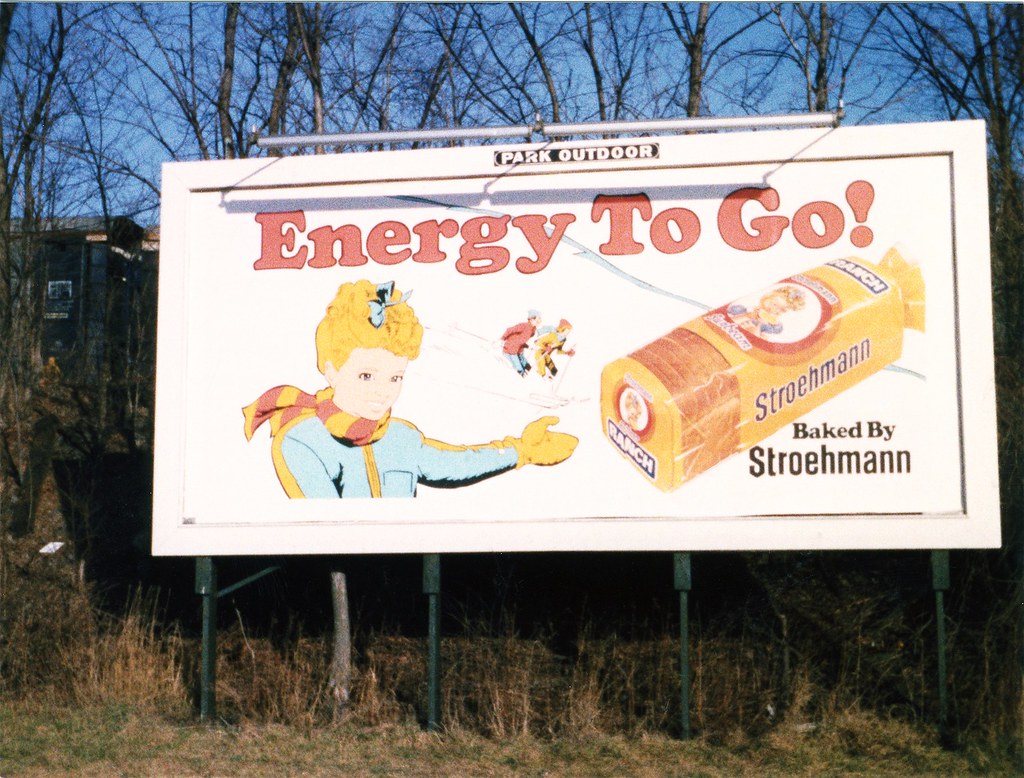 PARK OUTDOOR
Energy To Go!
RANCH
Stroehmann
RANCH
Baked By
Stroehmann